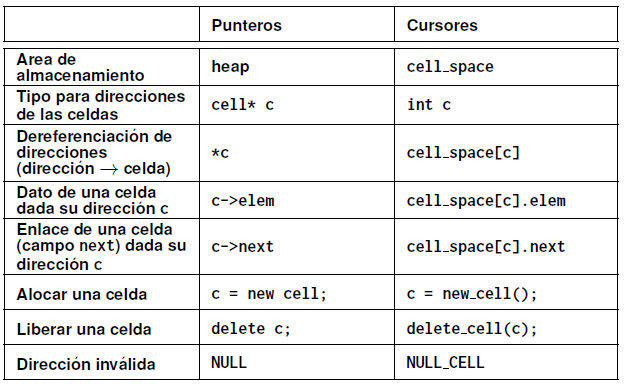 Punteros Cursores
Area de
almacenamiento heap cell_space
Tipo para direcciones
de las celdas cell* c int c
Dereferenciación de
direcciones
(dirección → celda) *c cell_space[c]
Dato de una celda
dada su dirección c c->elem cell_space[c].elem
Enlace de una celda
(campo next) dada su
dirección c c->next cell_space[c].next
Alocar una celda c = new cell; c = new_cell();
Liberar una celda delete c; delete_cell(c);
Dirección inválida NULL NULL_CELL